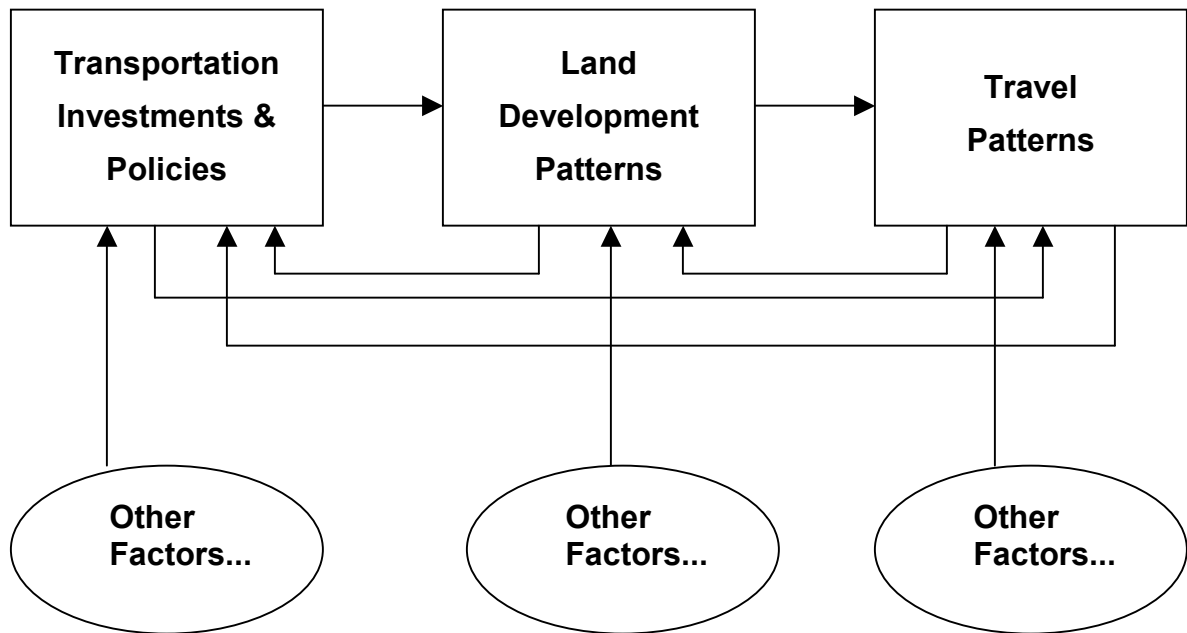 Transportation
Investments &
Policies
Land
Development
Patterns
Travel
Patterns
Other
Factors...
Other
Factors...
Other
Factors...